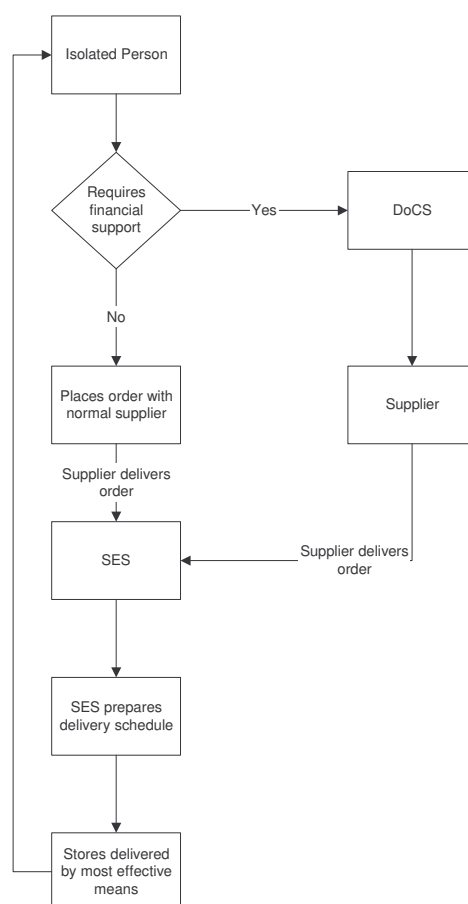 Isolated Person
Requires
financial
support
Yes
DoCS
No
Places order with
normal supplier
Supplier
Supplier delivers
order
SES
Supplier delivers
order
SES prepares
delivery schedule
Stores delivered
by most effective
means